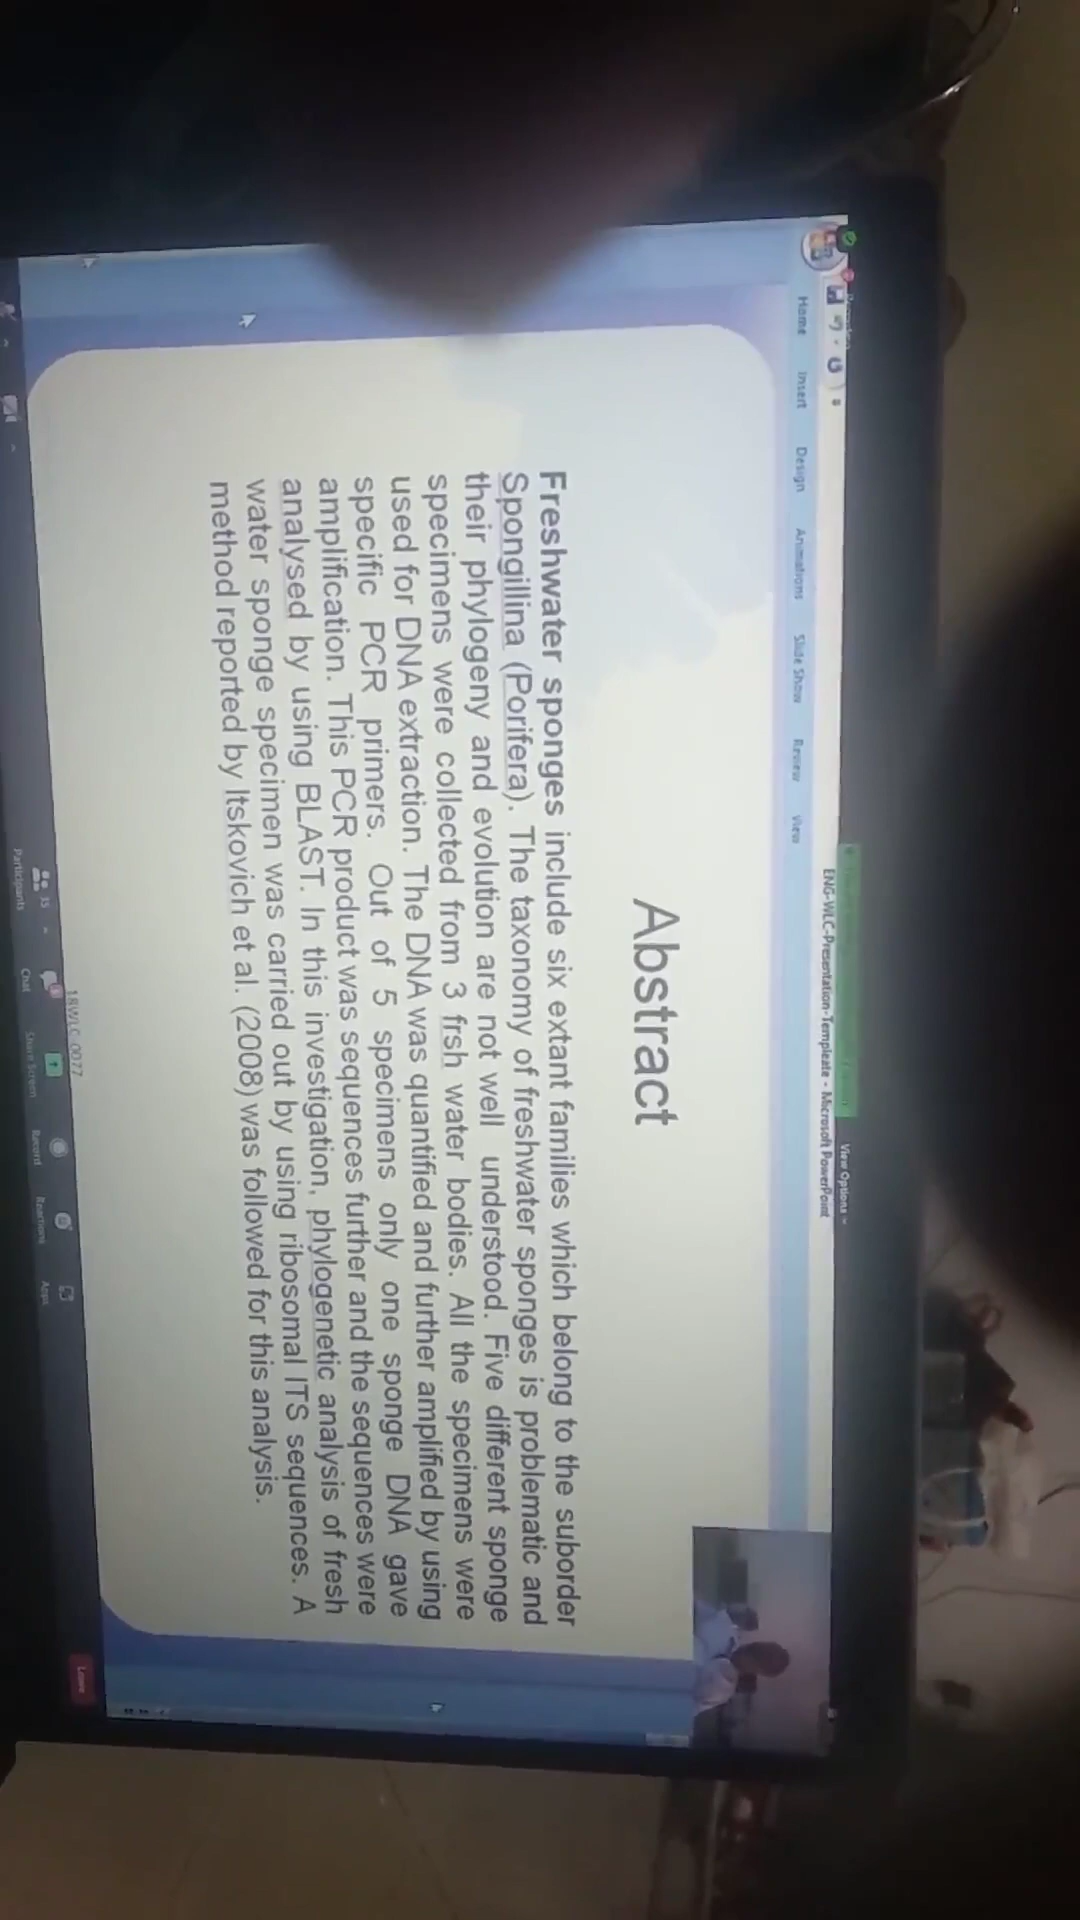 View Options
ENG-WLC-Presentation-Templeate - Microsoft PowerPoint
Home Insert Design Animations Slide Show Review View
Abstract
Freshwater sponges include six extant families which belong to the suborder
Spongillina (Porifera). The taxonomy of freshwater sponges is problematic and
their phylogeny and evolution are not well understood. Five different sponge
specimens were collected from 3 frsh water bodies. All the specimens were
used for DNA extraction. The DNA was quantified and further amplified by using
specific PCR primers. Out of 5 specimens only one sponge DNA gave
amplification. This PCR product was sequences further and the sequences were
analysed by using BLAST. In this investigation, phylogenetic analysis of fresh
water sponge specimen was carried out by using ribosomal ITS sequences. A
method reported by Itskovich et al. (2008) was followed for this analysis.
18WLC-0077
35
Participants Chat Share Screen Record Reactions Apps Leave